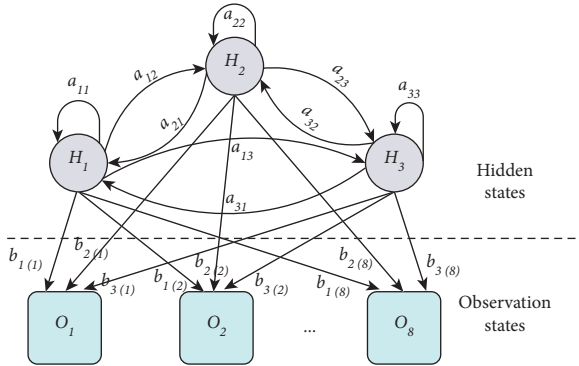 a22
H2
a11
a12
a23
a33
a21
a32
H1
a13
H3
Hidden
states
a31
b1 (1)
b2 (1)
b3 (1)
b1 (2)
b2 (2)
b3 (2)
b1 (8)
b2 (8)
b3 (8)
O1
O2
...
O8
Observation
states